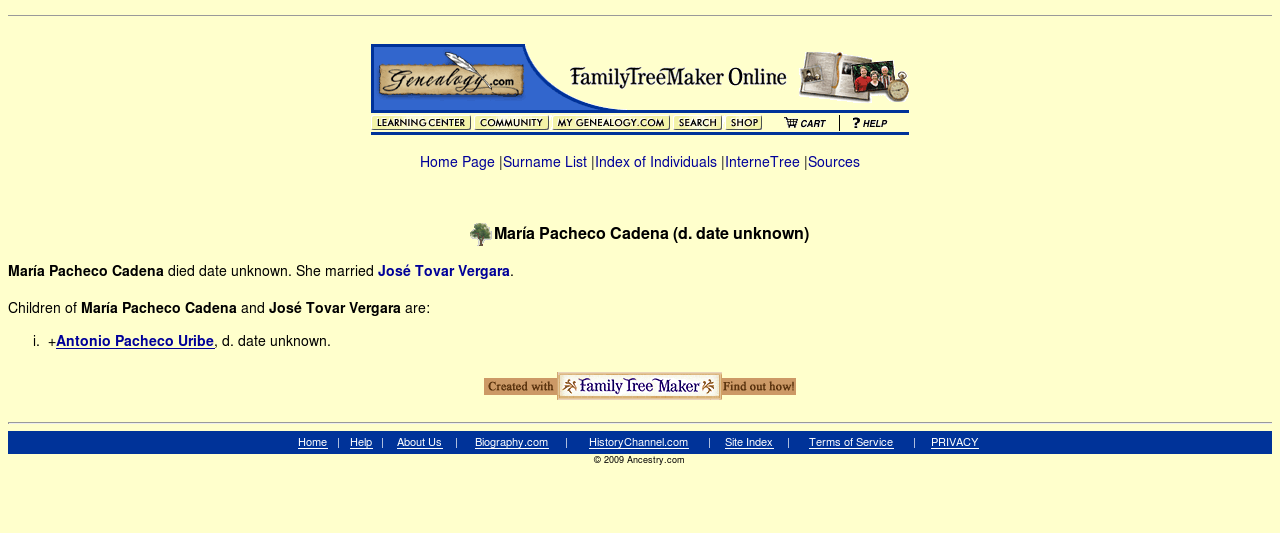 Genealogy.com FamilyTreeMaker Online
LEARNING CENTER COMMUNITY MY GENEALOGY.COM SEARCH SHOP CART ? HELP
Home Page |Surname List |Index of Individuals |InterneTree |Sources
María Pacheco Cadena (d. date unknown)
María Pacheco Cadena died date unknown. She married José Tovar Vergara.
Children of María Pacheco Cadena and José Tovar Vergara are:
i. +Antonio Pacheco Uribe, d. date unknown.
Created with Family Tree Maker Find out how!
Home | Help | About Us | Biography.com | HistoryChannel.com | Site Index | Terms of Service | PRIVACY
© 2009 Ancestry.com